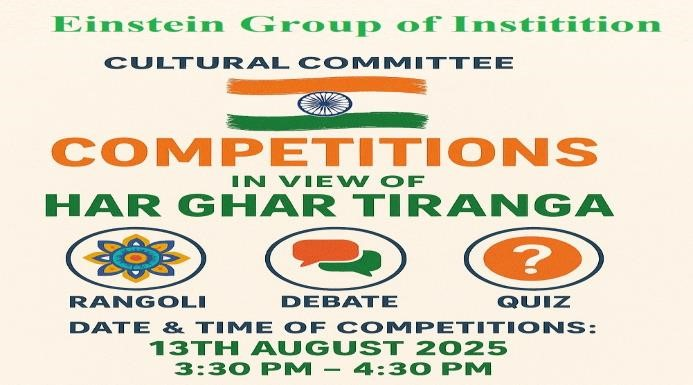 Einstein Group of Institition
CULTURAL COMMITTEE
COMPETITIONS
IN VIEW OF
HAR GHAR TIRANGA
?
RANGOLI DEBATE QUIZ
DATE & TIME OF COMPETITIONS:
13TH AUGUST 2025
3:30 PM – 4:30 PM